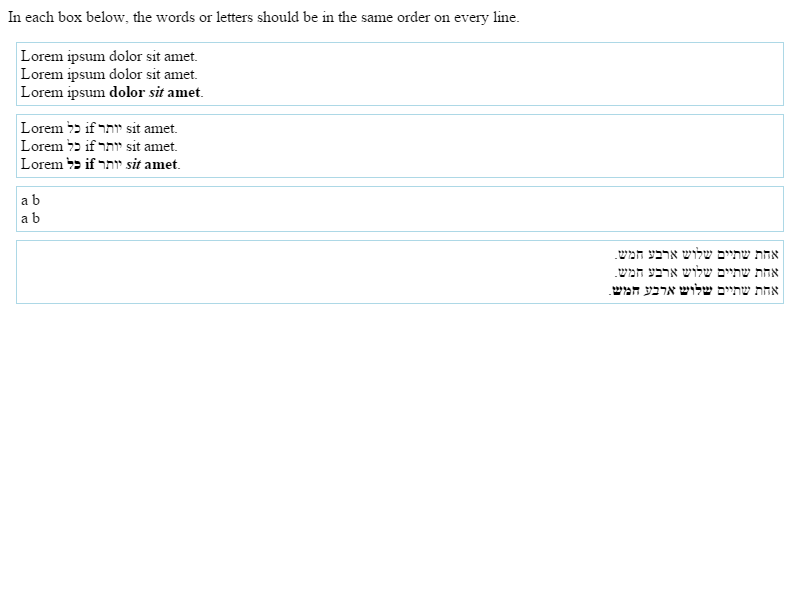 In each box below, the words or letters should be in the same order on every line.
Lorem ipsum dolor sit amet.
Lorem ipsum dolor sit amet.
Lorem ipsum dolor sit amet.
Lorem כל if יותר sit amet.
Lorem כל if יותר sit amet.
Lorem כל if יותר sit amet.
a b
a b
אחת שתיים שלוש ארבע חמש.
אחת שתיים שלוש ארבע חמש.
אחת שתיים שלוש ארבע חמש.